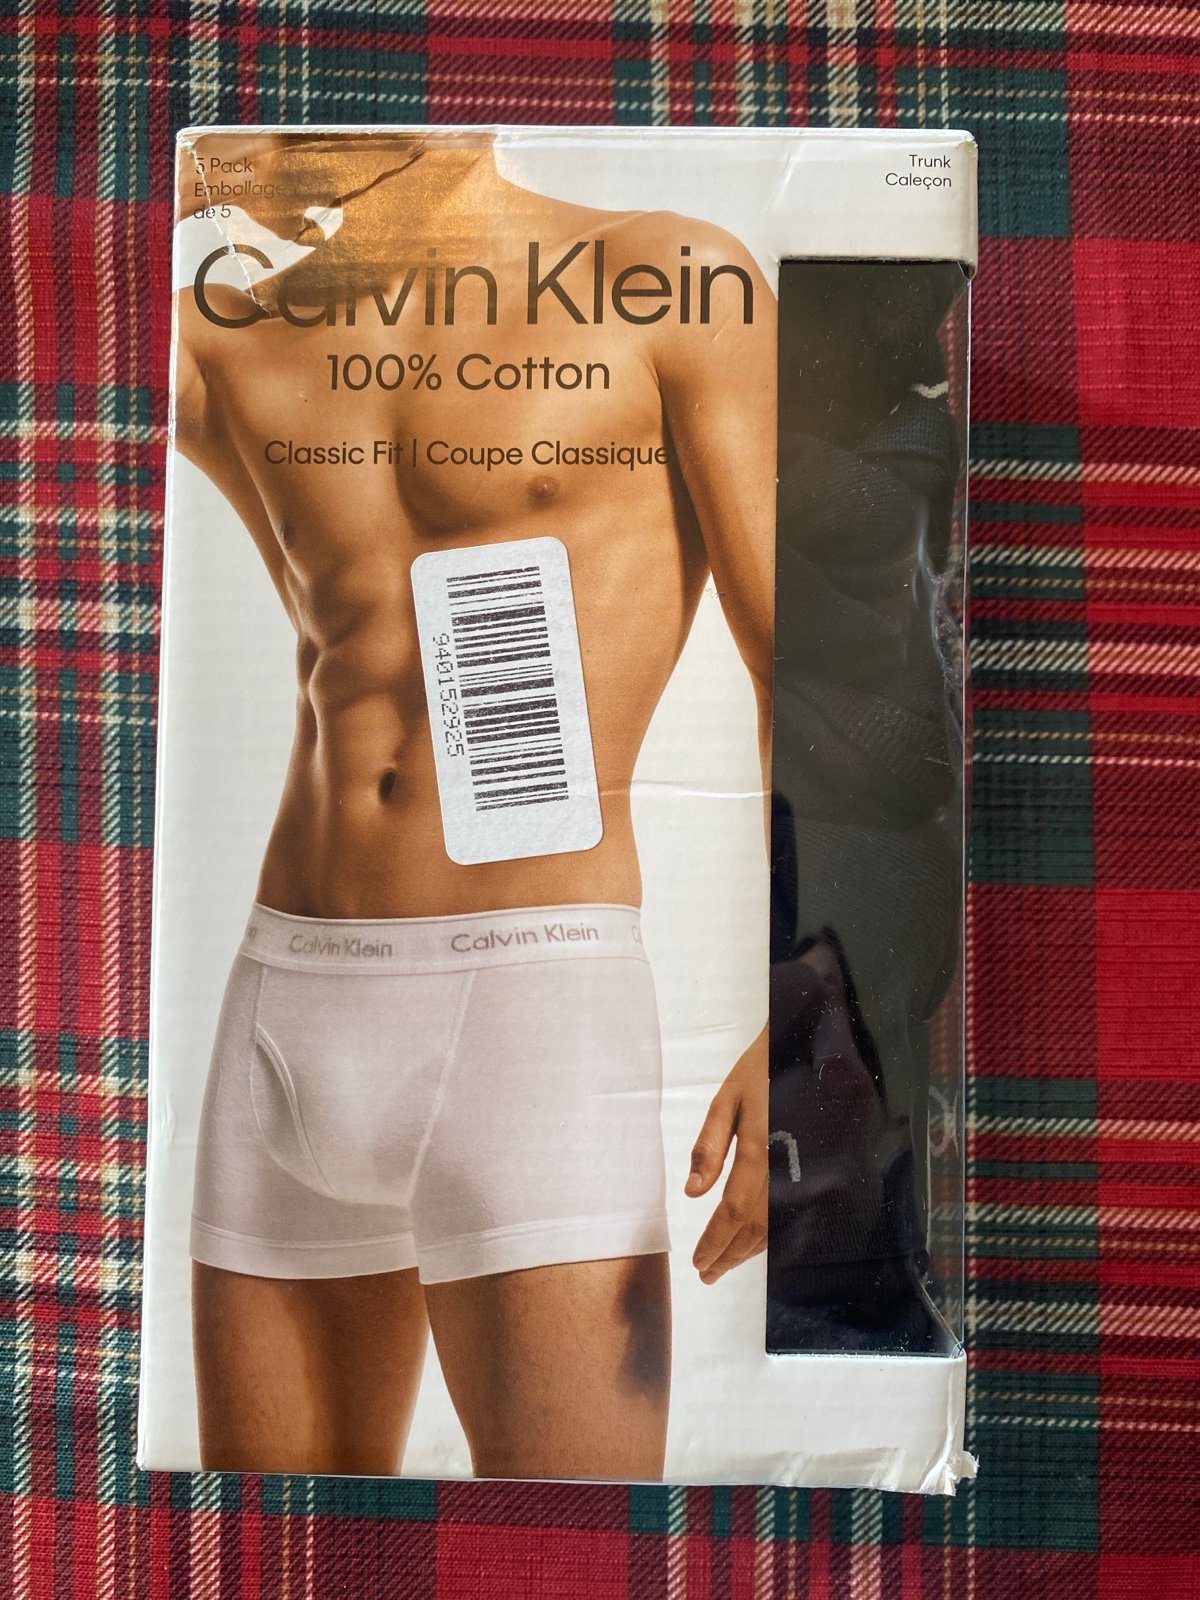 5 Pack
Emballage
de 5
Trunk
Caleçon
Calvin Klein
100% Cotton
Classic Fit | Coupe Classique
940152925
Calvin Klein
Calvin Klein